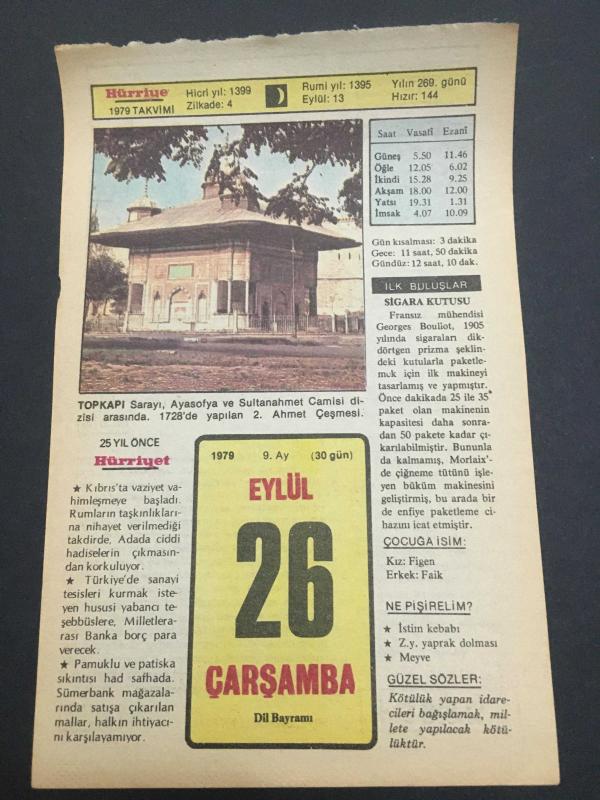 Hürriyet
1979 TAKVİMİ
Hicri yıl: 1399
Zilkade: 4
Rumi yıl: 1395
Eylül: 13
Yılın 269. günü
Hızır: 144
Saat Vasatî Ezanî
Güneş 5.50 11.46
Öğle 12.05 6.02
İkindi 15.28 9.25
Akşam 18.00 12.00
Yatsı 19.31 1.31
İmsak 4.07 10.09
Gün kısalması: 3 dakika
Gece: 11 saat, 50 dakika
Gündüz: 12 saat, 10 dak.
TOPKAPI Sarayı, Ayasofya ve Sultanahmet Camisi di-
zisi arasında. 1728'de yapılan 2. Ahmet Çeşmesi.
25 YIL ÖNCE
Hürriyet
★ Kıbrıs'ta vaziyet va-
himleşmeye başladı.
Rumların taşkınlıkları-
na nihayet verilmediği
takdirde, Adada ciddi
hadiselerin çıkmasın-
dan korkuluyor.
★ Türkiye'de sanayi
tesisleri kurmak iste-
yen hususi yabancı te-
şebbüslere, Milletlera-
rası Banka borç para
verecek.
★ Pamuklu ve patiska
sıkıntısı had safhada.
Sümerbank mağazala-
rında satışa çıkarılan
mallar, halkın ihtiyacı-
nı karşılayamıyor.
1979 9. Ay (30 gün)
EYLÜL
26
ÇARŞAMBA
Dil Bayramı
İLK BULUŞLAR
SİGARA KUTUSU
Fransız mühendisi
Georges Bouliot, 1905
yılında sigaraları dik-
dörtgen prizma şeklin-
deki kutularla paketle-
mek için ilk makineyi
tasarlamış ve yapmıştır.
Önce dakikada 25 ile 35
paket olan makinenin
kapasitesi daha sonra-
dan 50 pakete kadar çı-
karılabilmiştir. Bununla
da kalmamış, Morlaix'-
de çiğneme tütünü işle-
yen büküm makinesini
geliştirmiş, bu arada bir
de enfiye paketleme ci-
hazını icat etmiştir.
ÇOCUĞA İSİM:
Kız: Figen
Erkek: Faik
NE PİŞİRELİM?
★ İstim kebabı
★ Z.y. yaprak dolması
★ Meyve
GÜZEL SÖZLER:
Kötülük yapan idare-
cileri bağışlamak, mil-
lete yapılacak kötü-
lüktür.